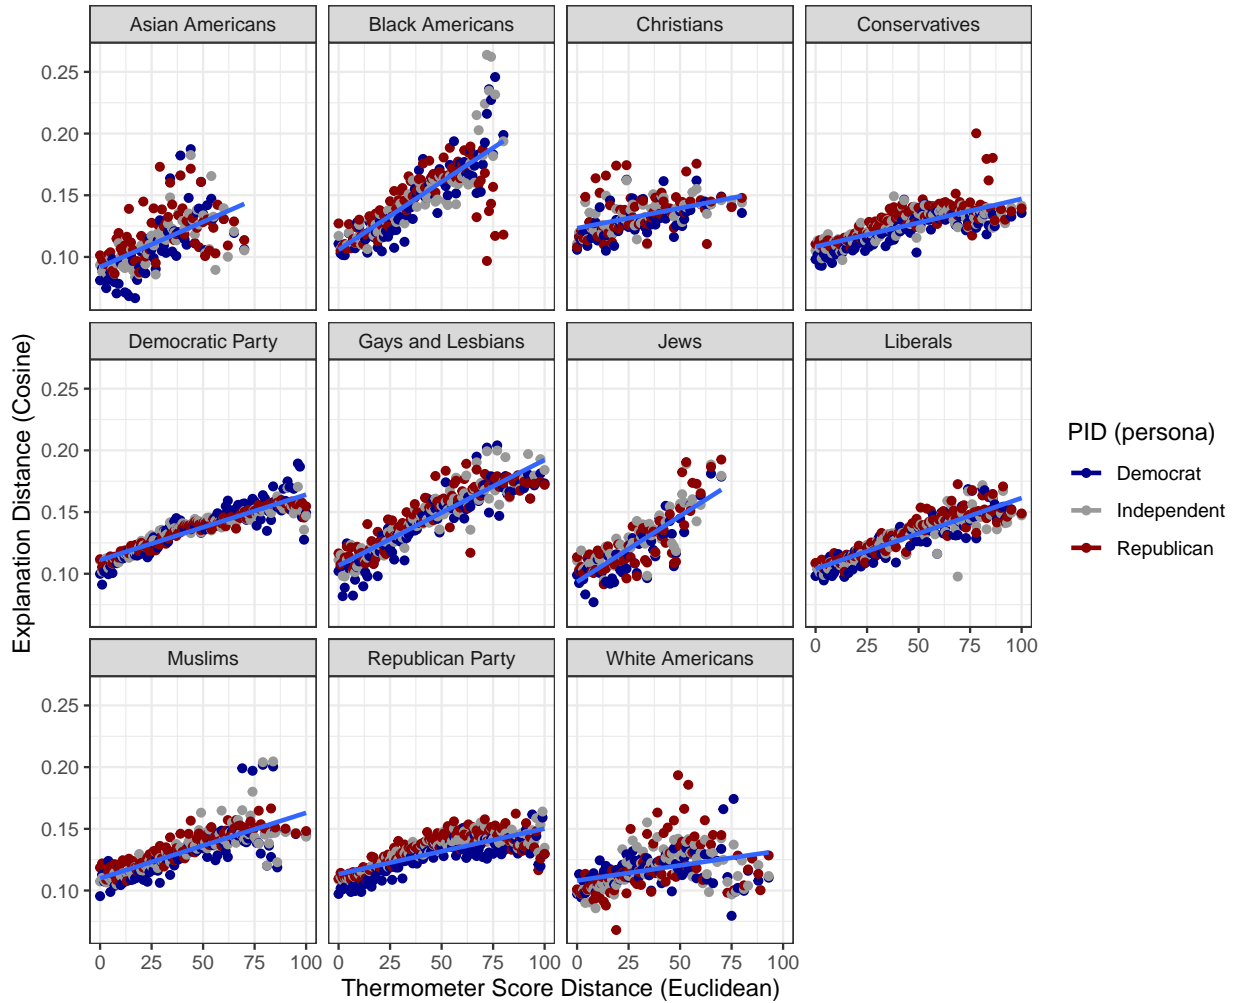 Asian Americans
Black Americans
Christians
Conservatives
0.25
0.20
0.15
0.10
Democratic Party
Gays and Lesbians
Jews
Liberals
0.25
0.20
0.15
0.10
0 25 50 75 100
Muslims
Republican Party
White Americans
0.25
0.20
0.15
0.10
0 25 50 75 100
0 25 50 75 100
0 25 50 75 100
Explanation Distance (Cosine)
Thermometer Score Distance (Euclidean)
PID (persona)
Democrat
Independent
Republican